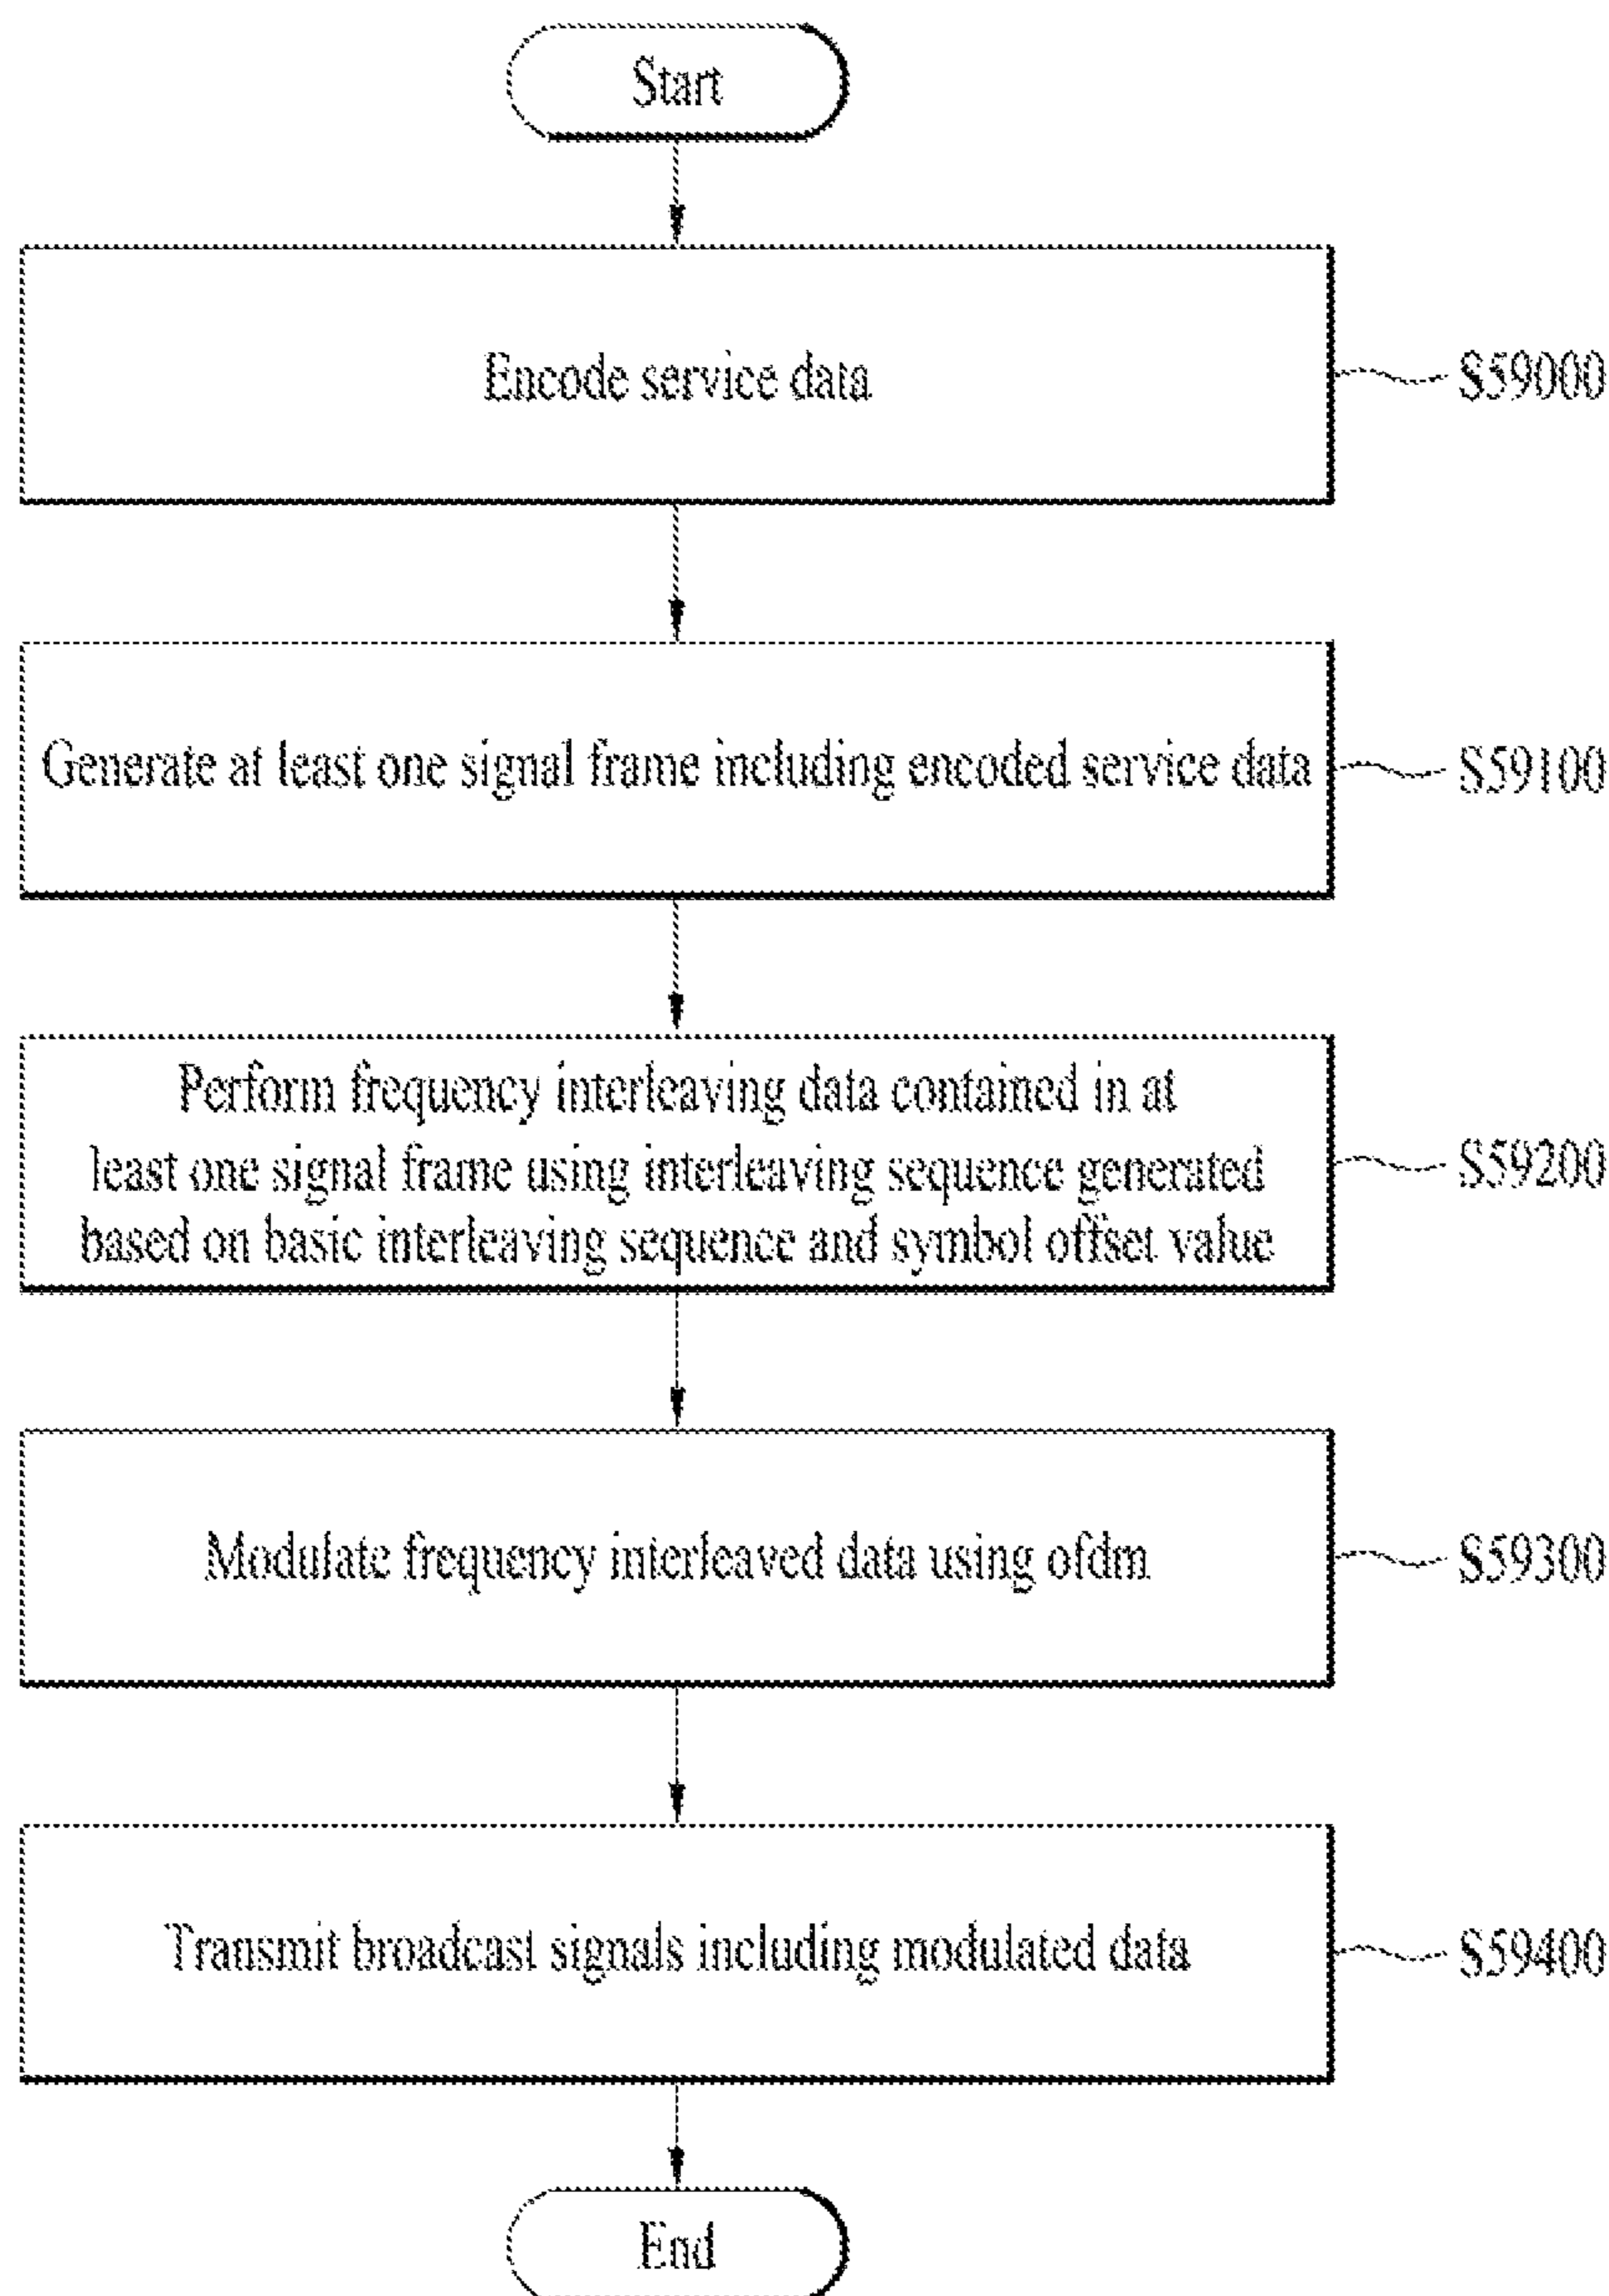 Start
Encode service data
S59000
Generate at least one signal frame including encoded service data
S59100
Perform frequency interleaving data contained in at
least one signal frame using interleaving sequence generated
based on basic interleaving sequence and symbol offset value
S59200
Modulate frequency interleaved data using ofdm
S59300
Transmit broadcast signals including modulated data
S59400
End